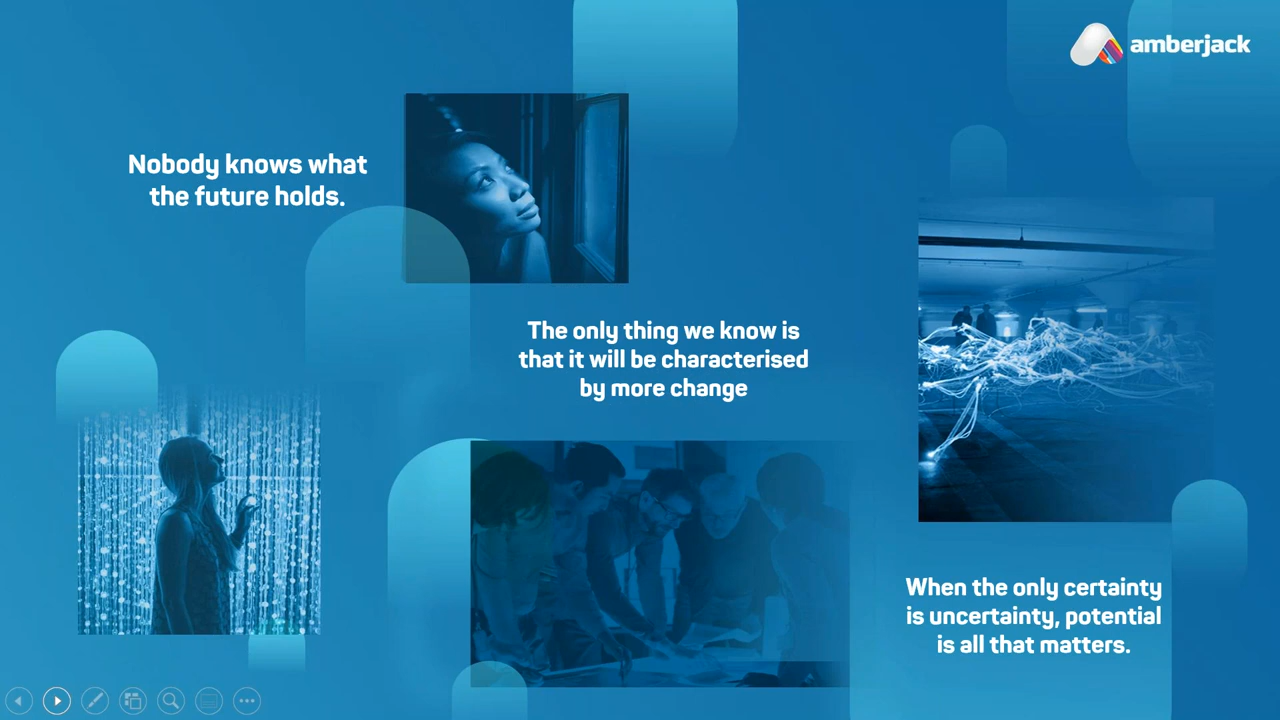 amberjack
Nobody knows what
the future holds.
The only thing we know is
that it will be characterised
by more change
When the only certainty
is uncertainty, potential
is all that matters.